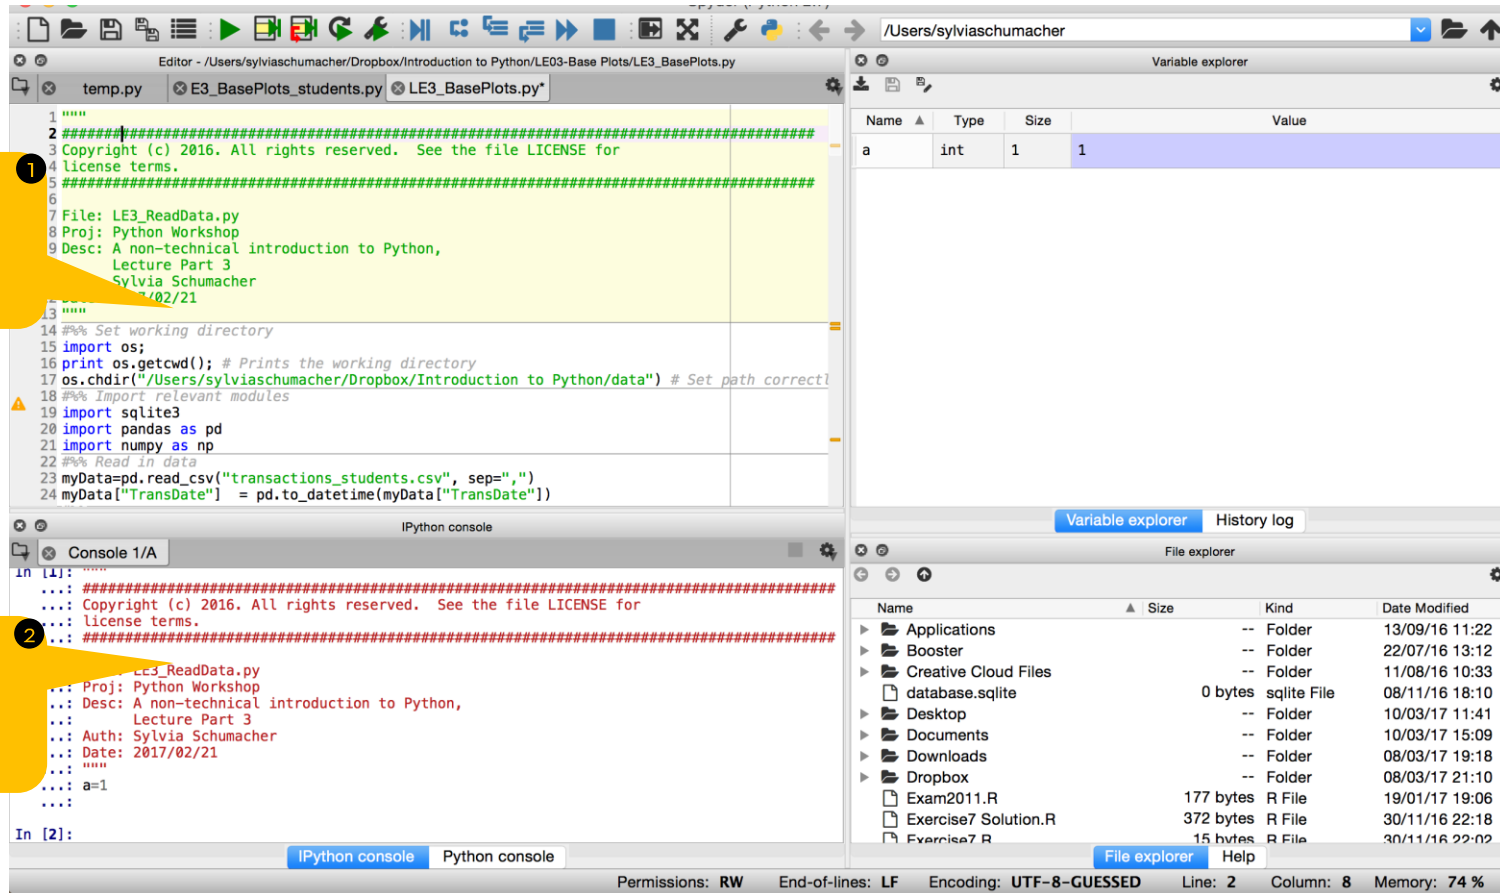 /Users/sylviaschumacher
Editor - /Users/sylviaschumacher/Dropbox/Introduction to Python/LE03-Base Plots/LE3_BasePlots.py
temp.py
E3_BasePlots_students.py
LE3_BasePlots.py*
1 """
2 ##########################################################################################
3 Copyright (c) 2016. All rights reserved.  See the file LICENSE for
4 license terms.
5 ##########################################################################################
6
7 File: LE3_ReadData.py
8 Proj: Python Workshop
9 Desc: A non-technical introduction to Python,
Lecture Part 3
Sylvia Schumacher
/02/21
13 """
14 #%% Set working directory
15 import os;
16 print os.getcwd(); # Prints the working directory
17 os.chdir("/Users/sylviaschumacher/Dropbox/Introduction to Python/data") # Set path correctl
18 #%% Import relevant modules
19 import sqlite3
20 import pandas as pd
21 import numpy as np
22 #%% Read in data
23 myData=pd.read_csv("transactions_students.csv", sep=",")
24 myData["TransDate"]  = pd.to_datetime(myData["TransDate"])
1
IPython console
Console 1/A
In [1]: """
...: ##########################################################################################
...: Copyright (c) 2016. All rights reserved.  See the file LICENSE for
...: license terms.
...: ##########################################################################################
LE3_ReadData.py
..: Proj: Python Workshop
..: Desc: A non-technical introduction to Python,
..: Lecture Part 3
..: Auth: Sylvia Schumacher
..: Date: 2017/02/21
..: """
...: a=1
...:
In [2]:
2
IPython console
Python console
Variable explorer
Name Type Size Value
a int 1 1
Variable explorer
History log
File explorer
Name Size Kind Date Modified
Applications -- Folder 13/09/16 11:22
Booster -- Folder 22/07/16 13:12
Creative Cloud Files -- Folder 11/08/16 10:33
database.sqlite 0 bytes sqlite File 08/11/16 18:10
Desktop -- Folder 10/03/17 11:41
Documents -- Folder 10/03/17 15:09
Downloads -- Folder 08/03/17 19:18
Dropbox -- Folder 08/03/17 21:10
Exam2011.R 177 bytes R File 19/01/17 19:06
Exercise7 Solution.R 372 bytes R File 30/11/16 22:18
Exercise7.R 15 bytes R File 30/11/16 22:02
File explorer
Help
Permissions: RW End-of-lines: LF Encoding: UTF-8-GUESSED Line: 2 Column: 8 Memory: 74 %